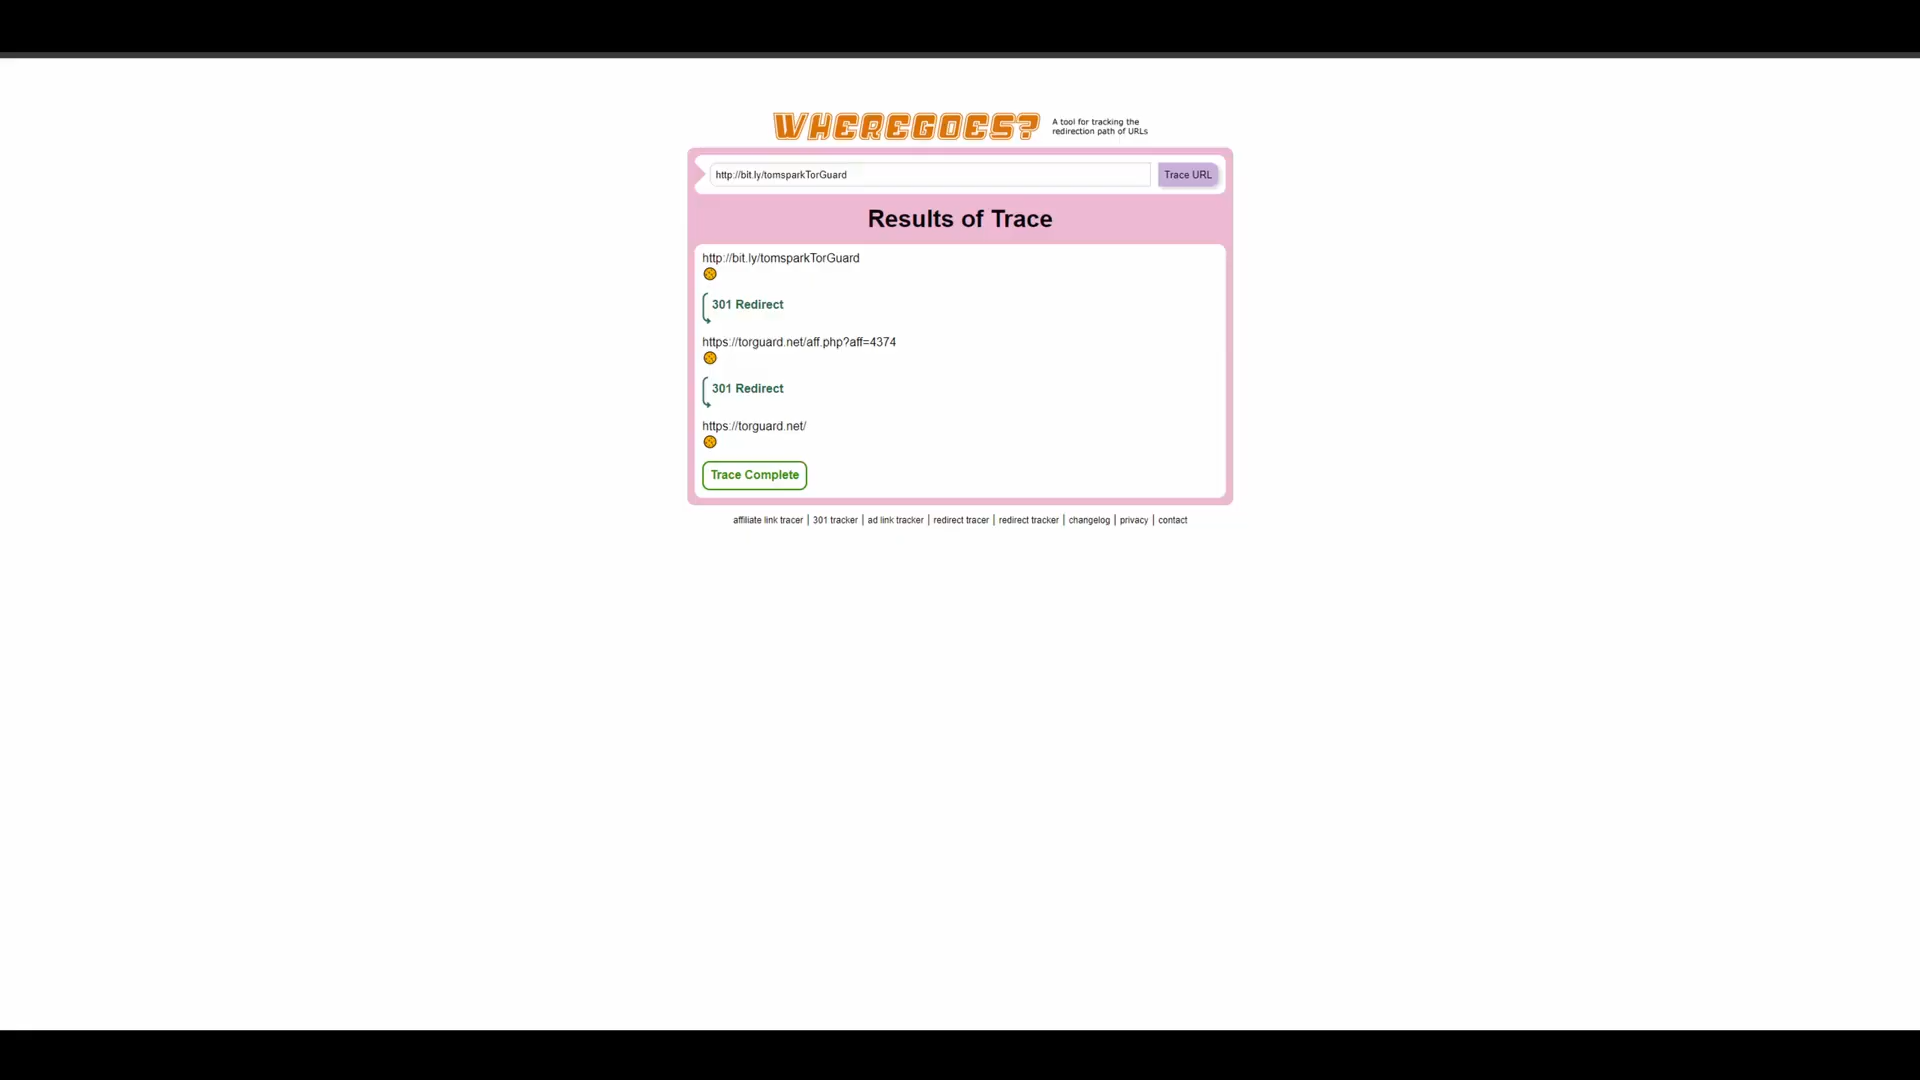 WHEREGOES?
A tool for tracking the
redirection path of URLs
http://bit.ly/tomsparkTorGuard
Trace URL
Results of Trace
http://bit.ly/tomsparkTorGuard
301 Redirect
https://torguard.net/aff.php?aff=4374
301 Redirect
https://torguard.net/
Trace Complete
affiliate link tracer | 301 tracker | ad link tracker | redirect tracer | redirect tracker | changelog | privacy | contact